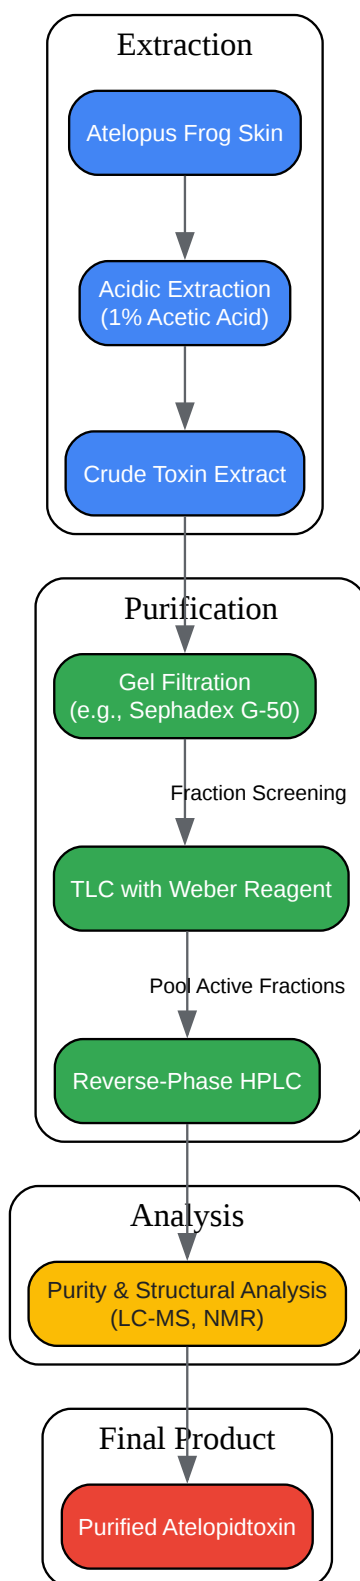 Extraction
Atelopus Frog Skin
Acidic Extraction
(1% Acetic Acid)
Crude Toxin Extract
Purification
Gel Filtration
(e.g., Sephadex G-50)
Fraction Screening
TLC with Weber Reagent
Pool Active Fractions
Reverse-Phase HPLC
Analysis
Purity & Structural Analysis
(LC-MS, NMR)
Final Product
Purified Atelopidtoxin